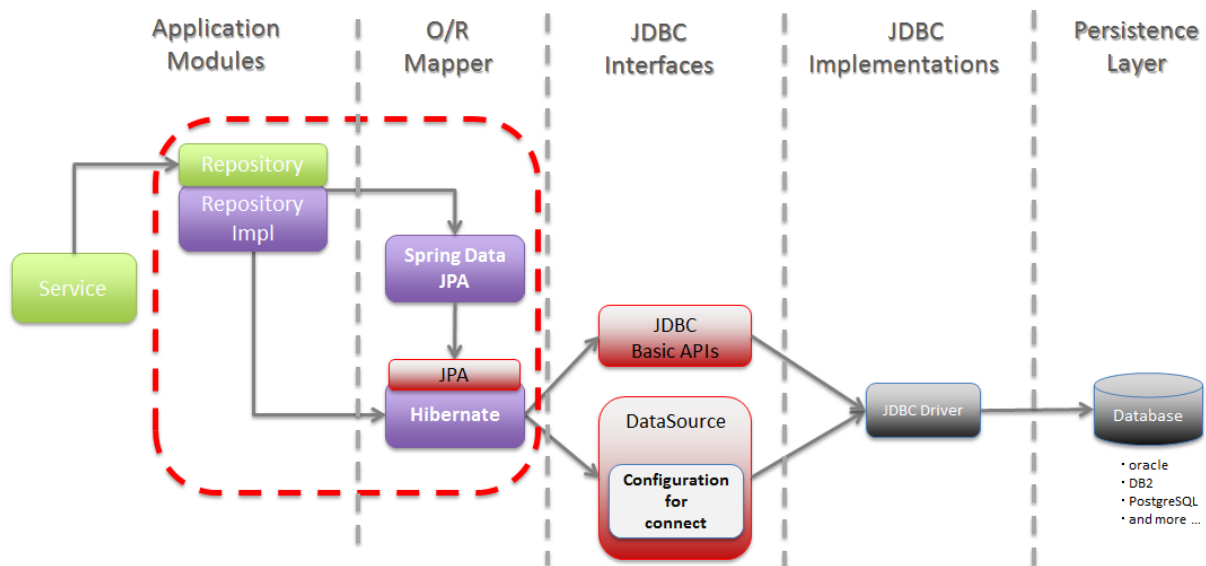 Application
Modules
O/R
Mapper
JDBC
Interfaces
JDBC
Implementations
Persistence
Layer
Repository
Repository
Impl
Service
Spring Data
JPA
JPA
Hibernate
JDBC
Basic APIs
DataSource
Configuration
for
connect
JDBC Driver
Database
・oracle
・DB2
・PostgreSQL
・and more ...